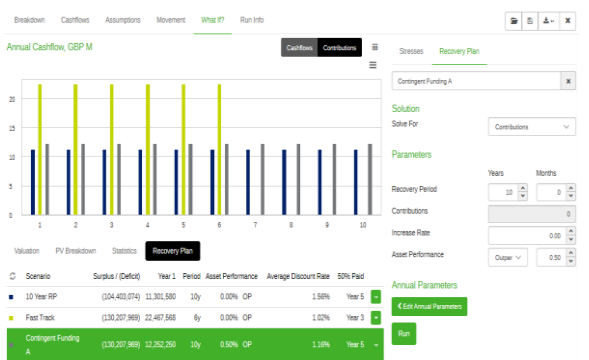 Breakdown Cashflows Assumptions Movement What If? Run Info
Annual Cashflow, GBP M
Cashflows Contributions
20
15
10
5
0
1 2 3 4 5 6 7 8 9 10
Valuation PV Breakdown Statistics Recovery Plan
Scenario Surplus / (Deficit) Year 1 Period Asset Performance Average Discount Rate 50% Paid
10 Year RP (104,403,074) 11,301,580 10y 0.00% OP 1.56% Year 5
Fast Track (130,207,969) 22,467,568 6y 0.00% OP 1.02% Year 3
Contingent Funding
A
(130,207,969) 12,252,250 10y 0.50% OP 1.16% Year 5
Stresses Recovery Plan
Contingent Funding A
Solution
Solve For Contributions
Parameters
Years Months
Recovery Period 10 0
Contributions 0
Increase Rate 0.00
Asset Performance Outper 0.50
Annual Parameters
Edit Annual Parameters
Run